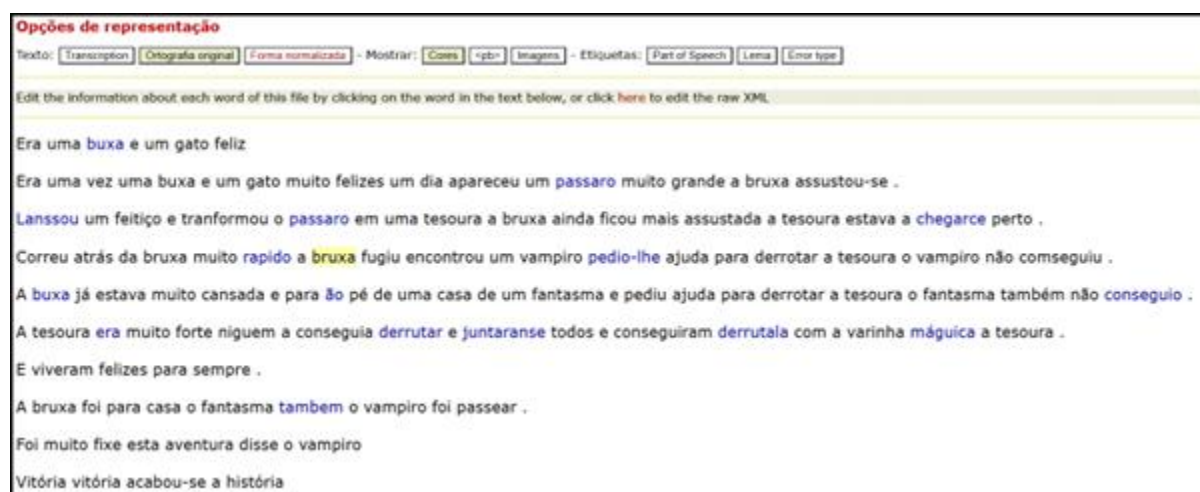 Opções de representação
Texto: Transcription Ortografia original Forma normalizada - Mostrar: Cores <pb> Imagens - Etiquetas: Part of Speech Lema Error type
Edit the information about each word of this file by clicking on the word in the text below, or click here to edit the raw XML
Era uma buxa e um gato feliz
Era uma vez uma buxa e um gato muito felizes um dia apareceu um passaro muito grande a bruxa assustou-se .
Lanssou um feitiço e tranformou o passaro em uma tesoura a bruxa ainda ficou mais assustada a tesoura estava a chegarce perto .
Correu atrás da bruxa muito rapido a bruxa fugiu encontrou um vampiro pedio-lhe ajuda para derrotar a tesoura o vampiro não comseguiu .
A buxa já estava muito cansada e para ão pé de uma casa de um fantasma e pediu ajuda para derrotar a tesoura o fantasma também não conseguio .
A tesoura era muito forte niguem a conseguia derrutar e juntaranse todos e conseguiram derrutala com a varinha máguica a tesoura .
E viveram felizes para sempre .
A bruxa foi para casa o fantasma tambem o vampiro foi passear .
Foi muito fixe esta aventura disse o vampiro
Vitória vitória acabou-se a história